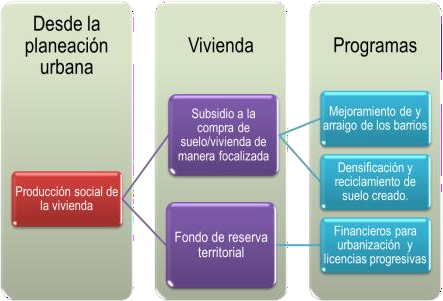 Desde la
planeación
urbana
Vivienda
Programas
Producción social de
la vivienda
Subsidio a la
compra de
suelo/vivienda de
manera focalizada
Fondo de reserva
territorial
Mejoramiento de y
arraigo de los barrios
Densificación y
reciclamiento de
suelo creado.
Financieros para
urbanización y
licencias progresivas